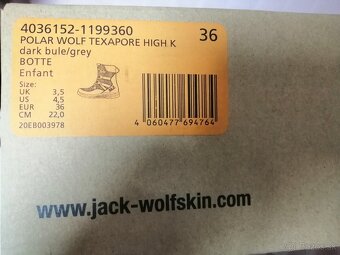 4036152-1199360
36
POLAR WOLF TEXAPORE HIGH K
dark bule/grey
BOTTE
Enfant
Size:
UK 3,5
US 4,5
EUR 36
CM 22,0
20EB003978
4 060477 694764
www.jack-wolfskin.com